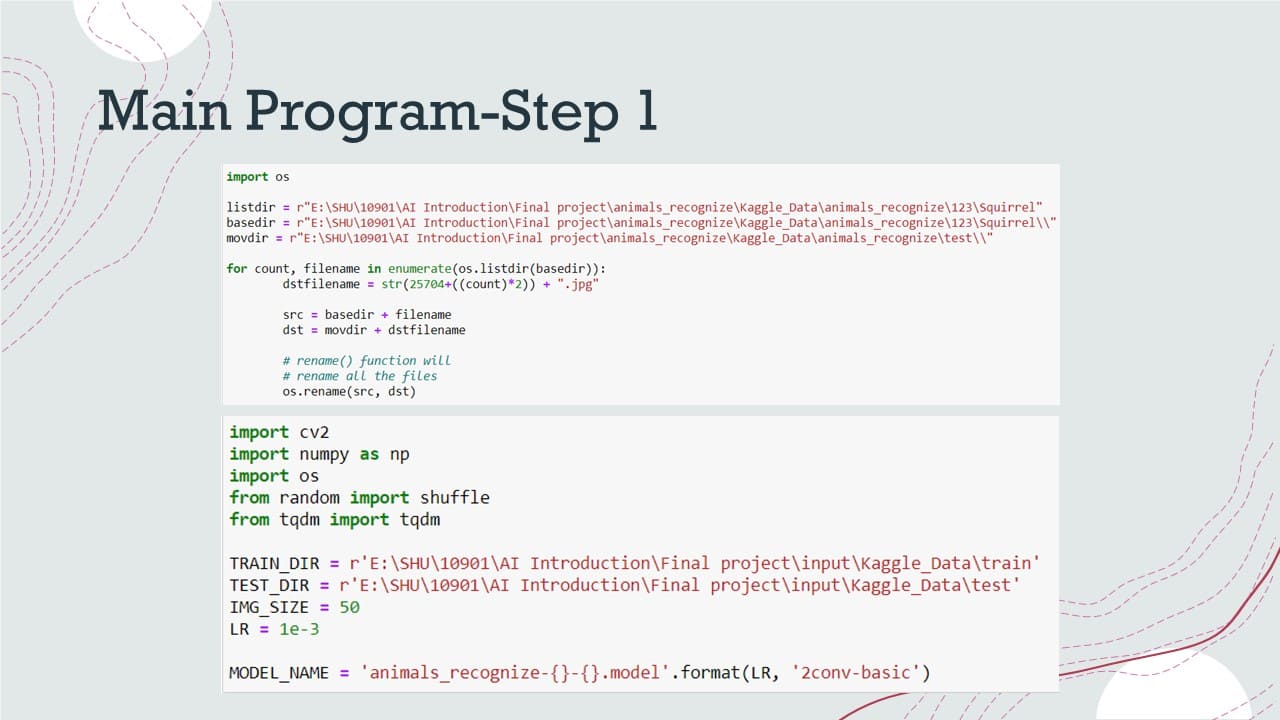 Main Program-Step 1
import os
listdir = r"E:\SHU\10901\AI Introduction\Final project\animals_recognize\Kaggle_Data\animals_recognize\123\Squirrel"
basedir = r"E:\SHU\10901\AI Introduction\Final project\animals_recognize\Kaggle_Data\animals_recognize\123\Squirrel\\"
movdir = r"E:\SHU\10901\AI Introduction\Final project\animals_recognize\Kaggle_Data\animals_recognize\test\\"
for count, filename in enumerate(os.listdir(basedir)):
dstfilename = str(25704+((count)*2)) + ".jpg"
src = basedir + filename
dst = movdir + dstfilename
# rename() function will
# rename all the files
os.rename(src, dst)
import cv2
import numpy as np
import os
from random import shuffle
from tqdm import tqdm
TRAIN_DIR = r'E:\SHU\10901\AI Introduction\Final project\input\Kaggle_Data\train'
TEST_DIR = r'E:\SHU\10901\AI Introduction\Final project\input\Kaggle_Data\test'
IMG_SIZE = 50
LR = 1e-3
MODEL_NAME = 'animals_recognize-{}-{}.model'.format(LR, '2conv-basic')